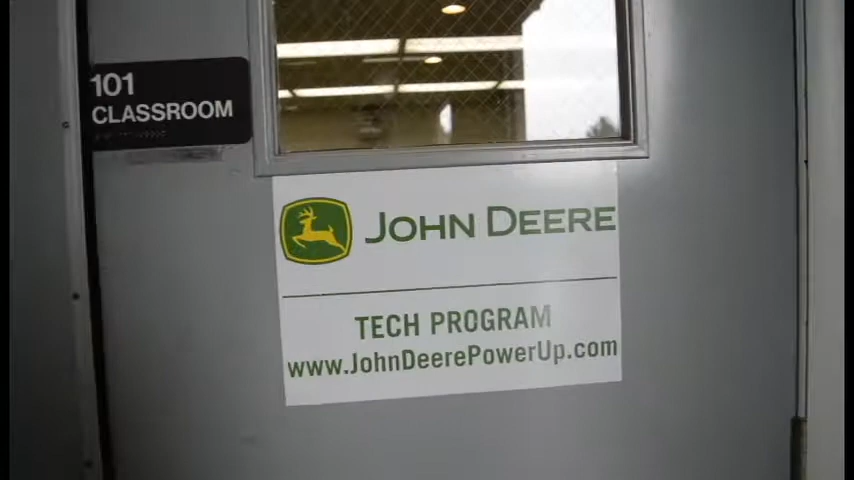 101
CLASSROOM
JOHN DEERE
TECH PROGRAM
www.JohnDeerePowerUp.com